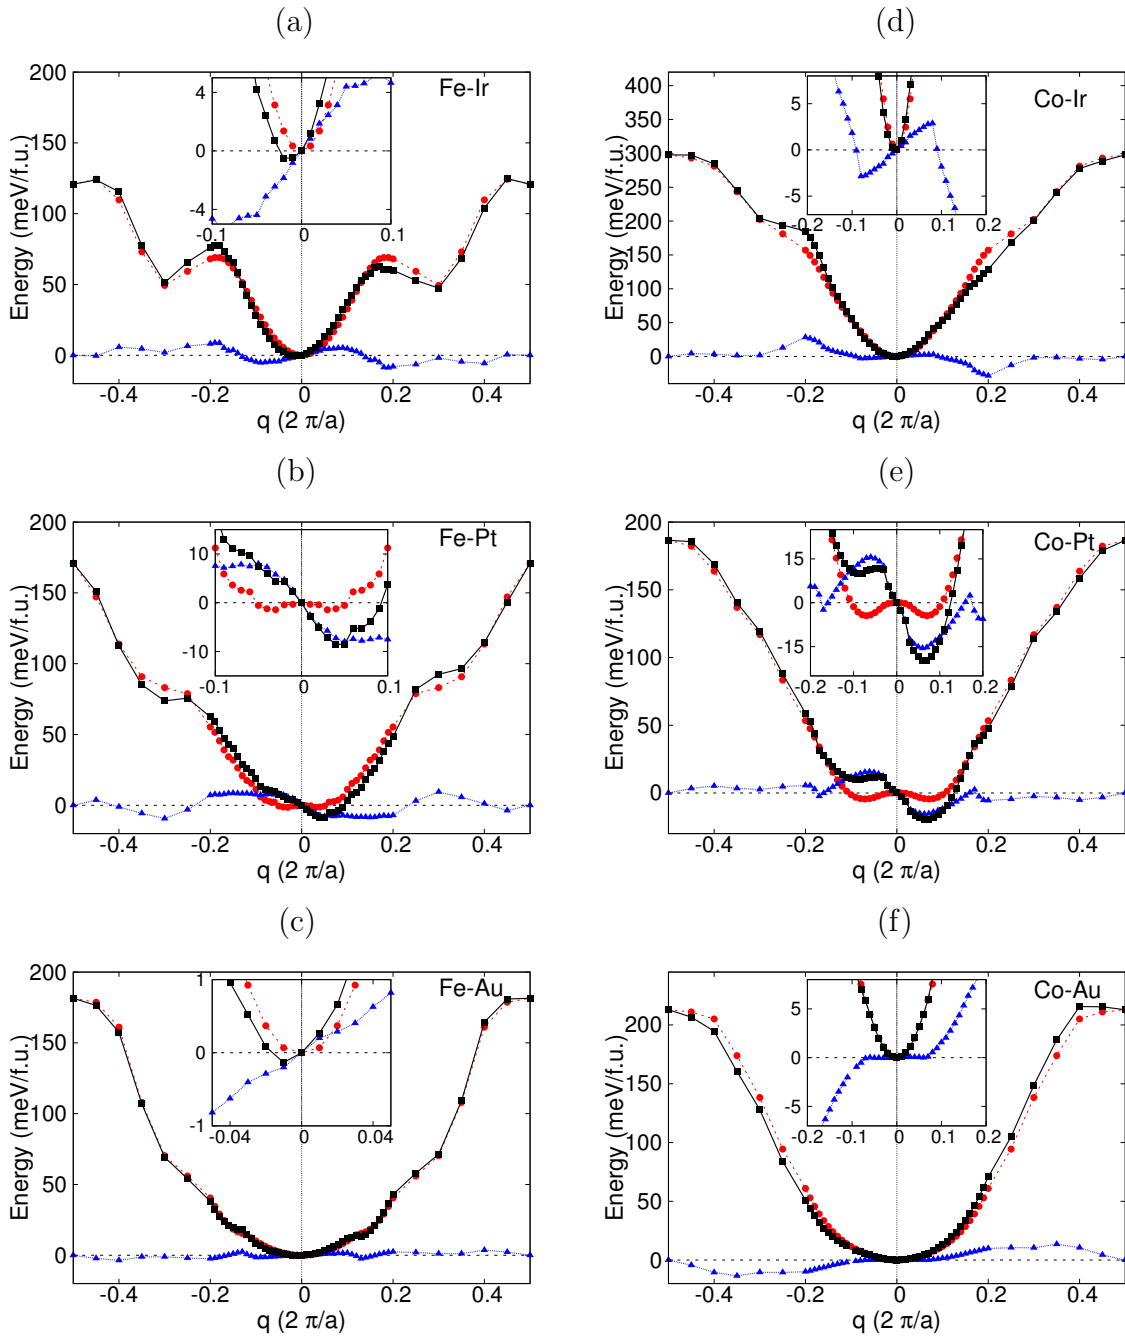 (a)
Fe-Ir
Energy (meV/f.u.)
200
150
100
50
0
-0.4 -0.2 0 0.2 0.4
q (2 π/a)
4
0
-4
-0.1 0 0.1
(d)
Co-Ir
Energy (meV/f.u.)
400
350
300
250
200
150
100
50
0
-0.4 -0.2 0 0.2 0.4
q (2 π/a)
5
0
-5
-0.2 -0.1 0 0.1 0.2
(b)
Fe-Pt
Energy (meV/f.u.)
200
150
100
50
0
-0.4 -0.2 0 0.2 0.4
q (2 π/a)
10
0
-10
-0.1 0 0.1
(e)
Co-Pt
Energy (meV/f.u.)
200
150
100
50
0
-0.4 -0.2 0 0.2 0.4
q (2 π/a)
15
0
-15
-0.2 -0.1 0 0.1 0.2
(c)
Fe-Au
Energy (meV/f.u.)
200
150
100
50
0
-0.4 -0.2 0 0.2 0.4
q (2 π/a)
1
0
-1
-0.04 0 0.04
(f)
Co-Au
Energy (meV/f.u.)
200
150
100
50
0
-0.4 -0.2 0 0.2 0.4
q (2 π/a)
5
0
-5
-0.2 -0.1 0 0.1 0.2